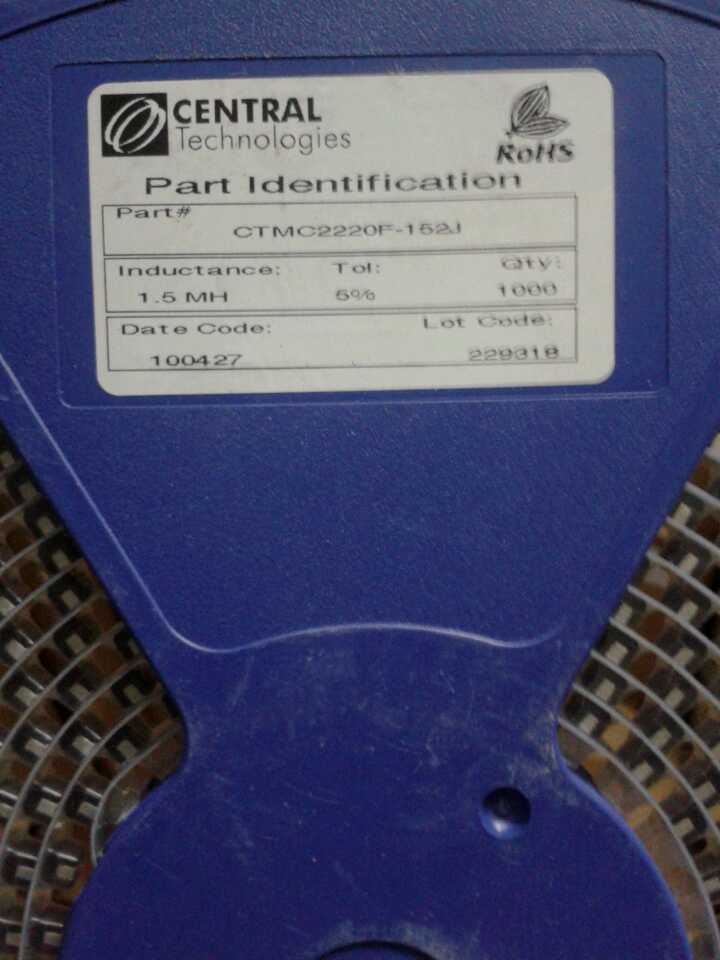 CENTRAL
Technologies
RoHS
Part Identification
Part#
CTMC2220F-152J
Inductance: Tol: Qty:
1.5 MH 5% 1000
Date Code: Lot Code:
100427 229318